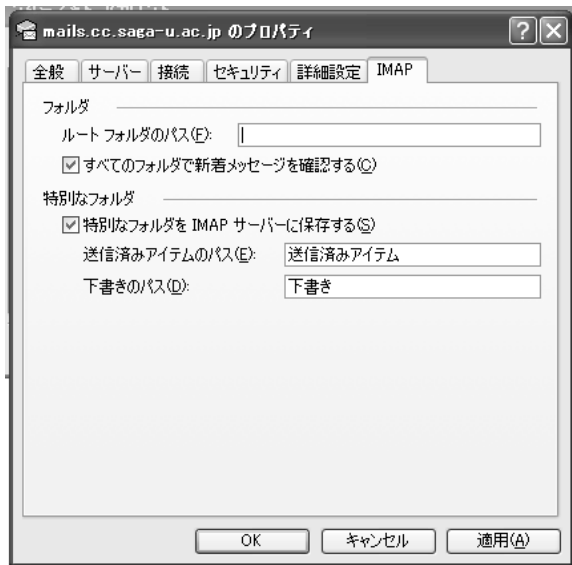 mails.cc.saga-u.ac.jp のプロパティ
全般 サーバー 接続 セキュリティ 詳細設定 IMAP
フォルダ
ルート フォルダのパス(F):
すべてのフォルダで新着メッセージを確認する(C)
特別なフォルダ
特別なフォルダを IMAP サーバーに保存する(S)
送信済みアイテムのパス(E): 送信済みアイテム
下書きのパス(D): 下書き
OK キャンセル 適用(A)